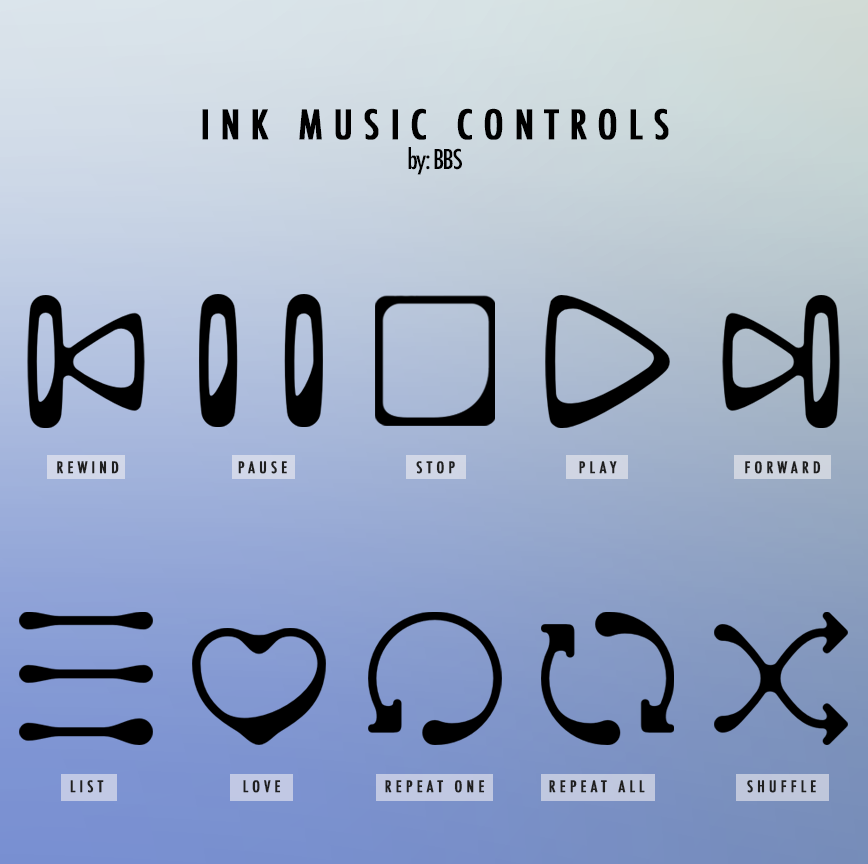 INK MUSIC CONTROLS
by: BBS
REWIND
PAUSE
STOP
PLAY
FORWARD
LIST
LOVE
REPEAT ONE
REPEAT ALL
SHUFFLE